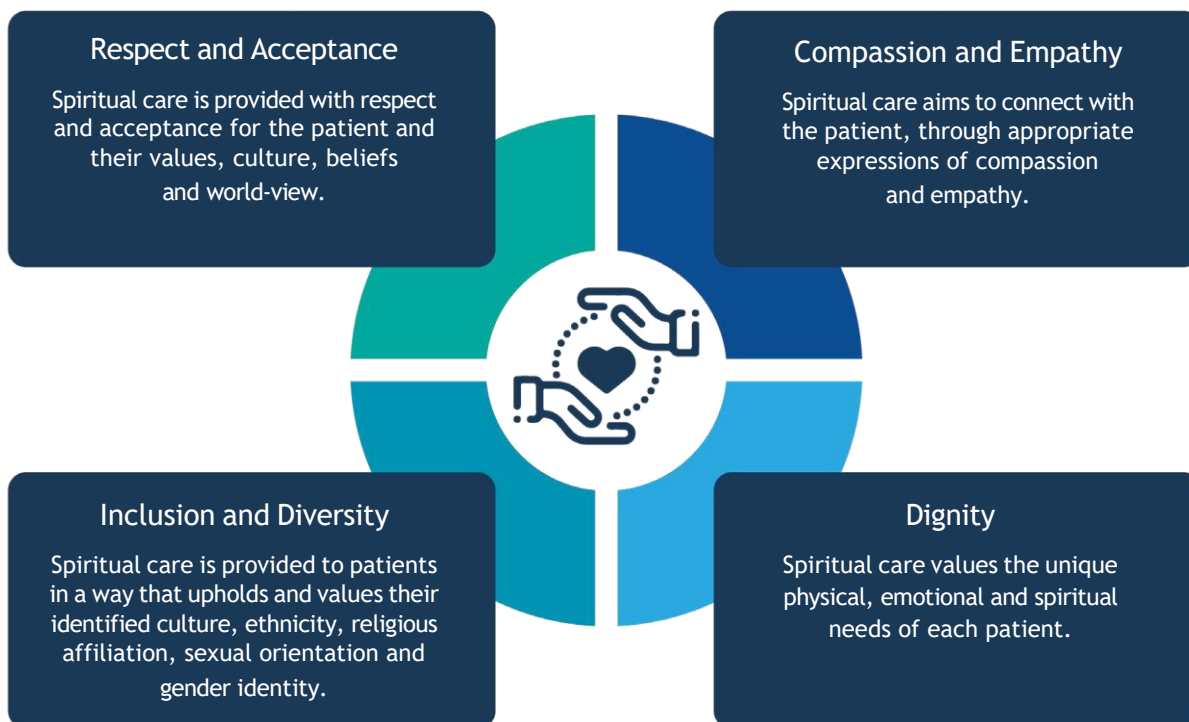 Respect and Acceptance
Spiritual care is provided with respect
and acceptance for the patient and
their values, culture, beliefs
and world-view.
Compassion and Empathy
Spiritual care aims to connect with
the patient, through appropriate
expressions of compassion
and empathy.
Inclusion and Diversity
Spiritual care is provided to patients
in a way that upholds and values their
identified culture, ethnicity, religious
affiliation, sexual orientation and
gender identity.
Dignity
Spiritual care values the unique
physical, emotional and spiritual
needs of each patient.